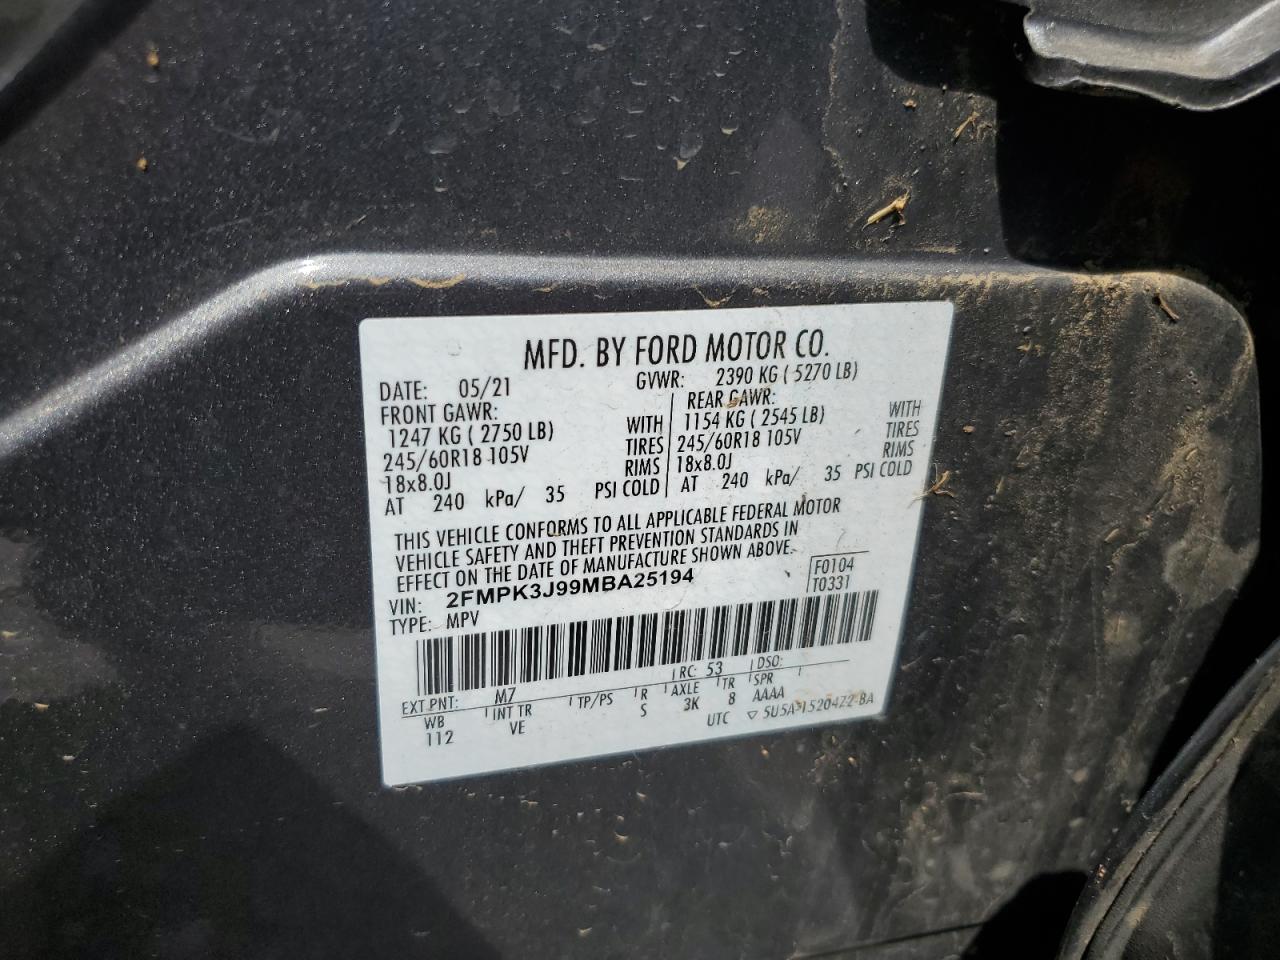 MFD. BY FORD MOTOR CO.
DATE: 05/21 GVWR: 2390 KG ( 5270 LB)
FRONT GAWR: REAR GAWR:
1247 KG ( 2750 LB) WITH 1154 KG ( 2545 LB) WITH
245/60R18 105V TIRES 245/60R18 105V TIRES
18x8.0J RIMS 18x8.0J RIMS
AT 240 kPa/ 35 PSI COLD AT 240 kPa/ 35 PSI COLD
THIS VEHICLE CONFORMS TO ALL APPLICABLE FEDERAL MOTOR
VEHICLE SAFETY AND THEFT PREVENTION STANDARDS IN
EFFECT ON THE DATE OF MANUFACTURE SHOWN ABOVE.
F0104
VIN: 2FMPK3J99MBA25194 T0331
TYPE: MPV
EXT PNT: M7 RC: 53 DSO:
WB INT TR TP/PS R AXLE TR SPR
112 VE S 3K 8 AAAA
UTC ▽ 5U5A-1520472-BA